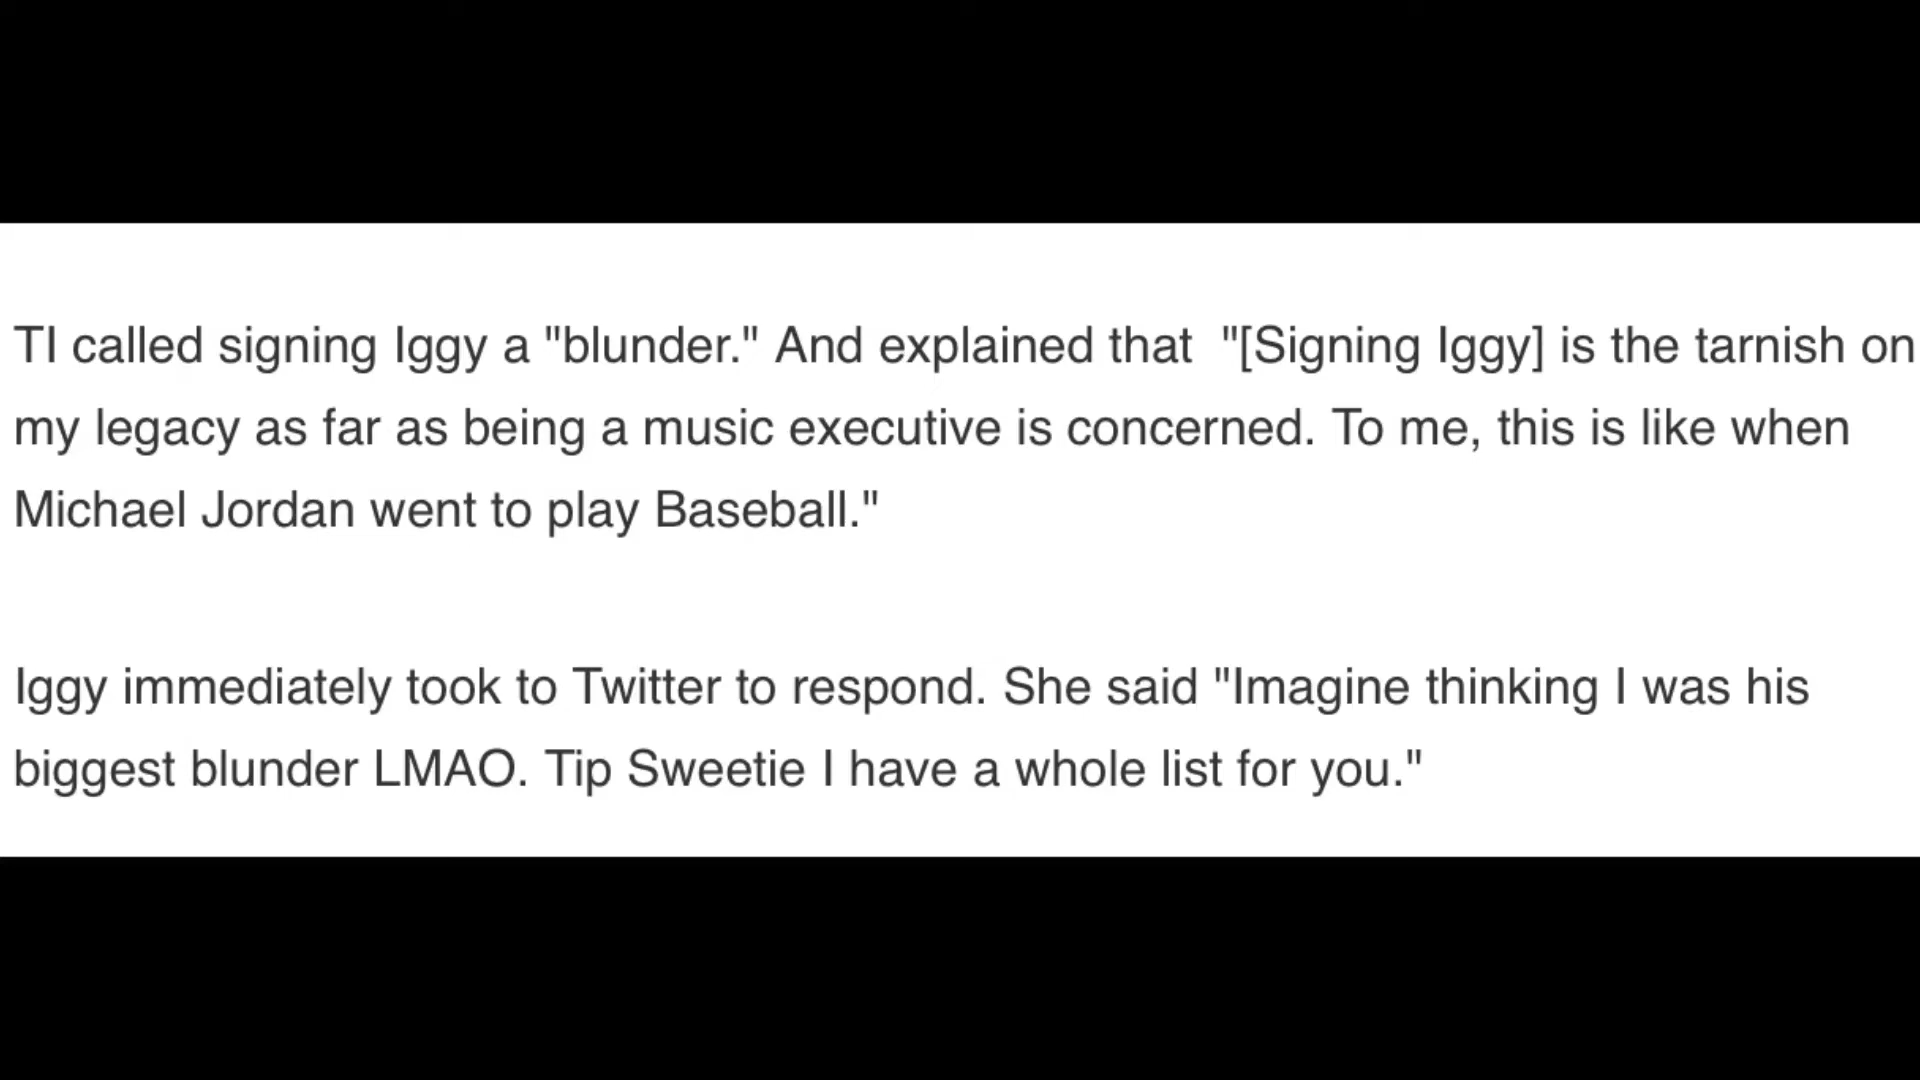 TI called signing Iggy a "blunder." And explained that  "[Signing Iggy] is the tarnish on
my legacy as far as being a music executive is concerned. To me, this is like when
Michael Jordan went to play Baseball."
Iggy immediately took to Twitter to respond. She said "Imagine thinking I was his
biggest blunder LMAO. Tip Sweetie I have a whole list for you."